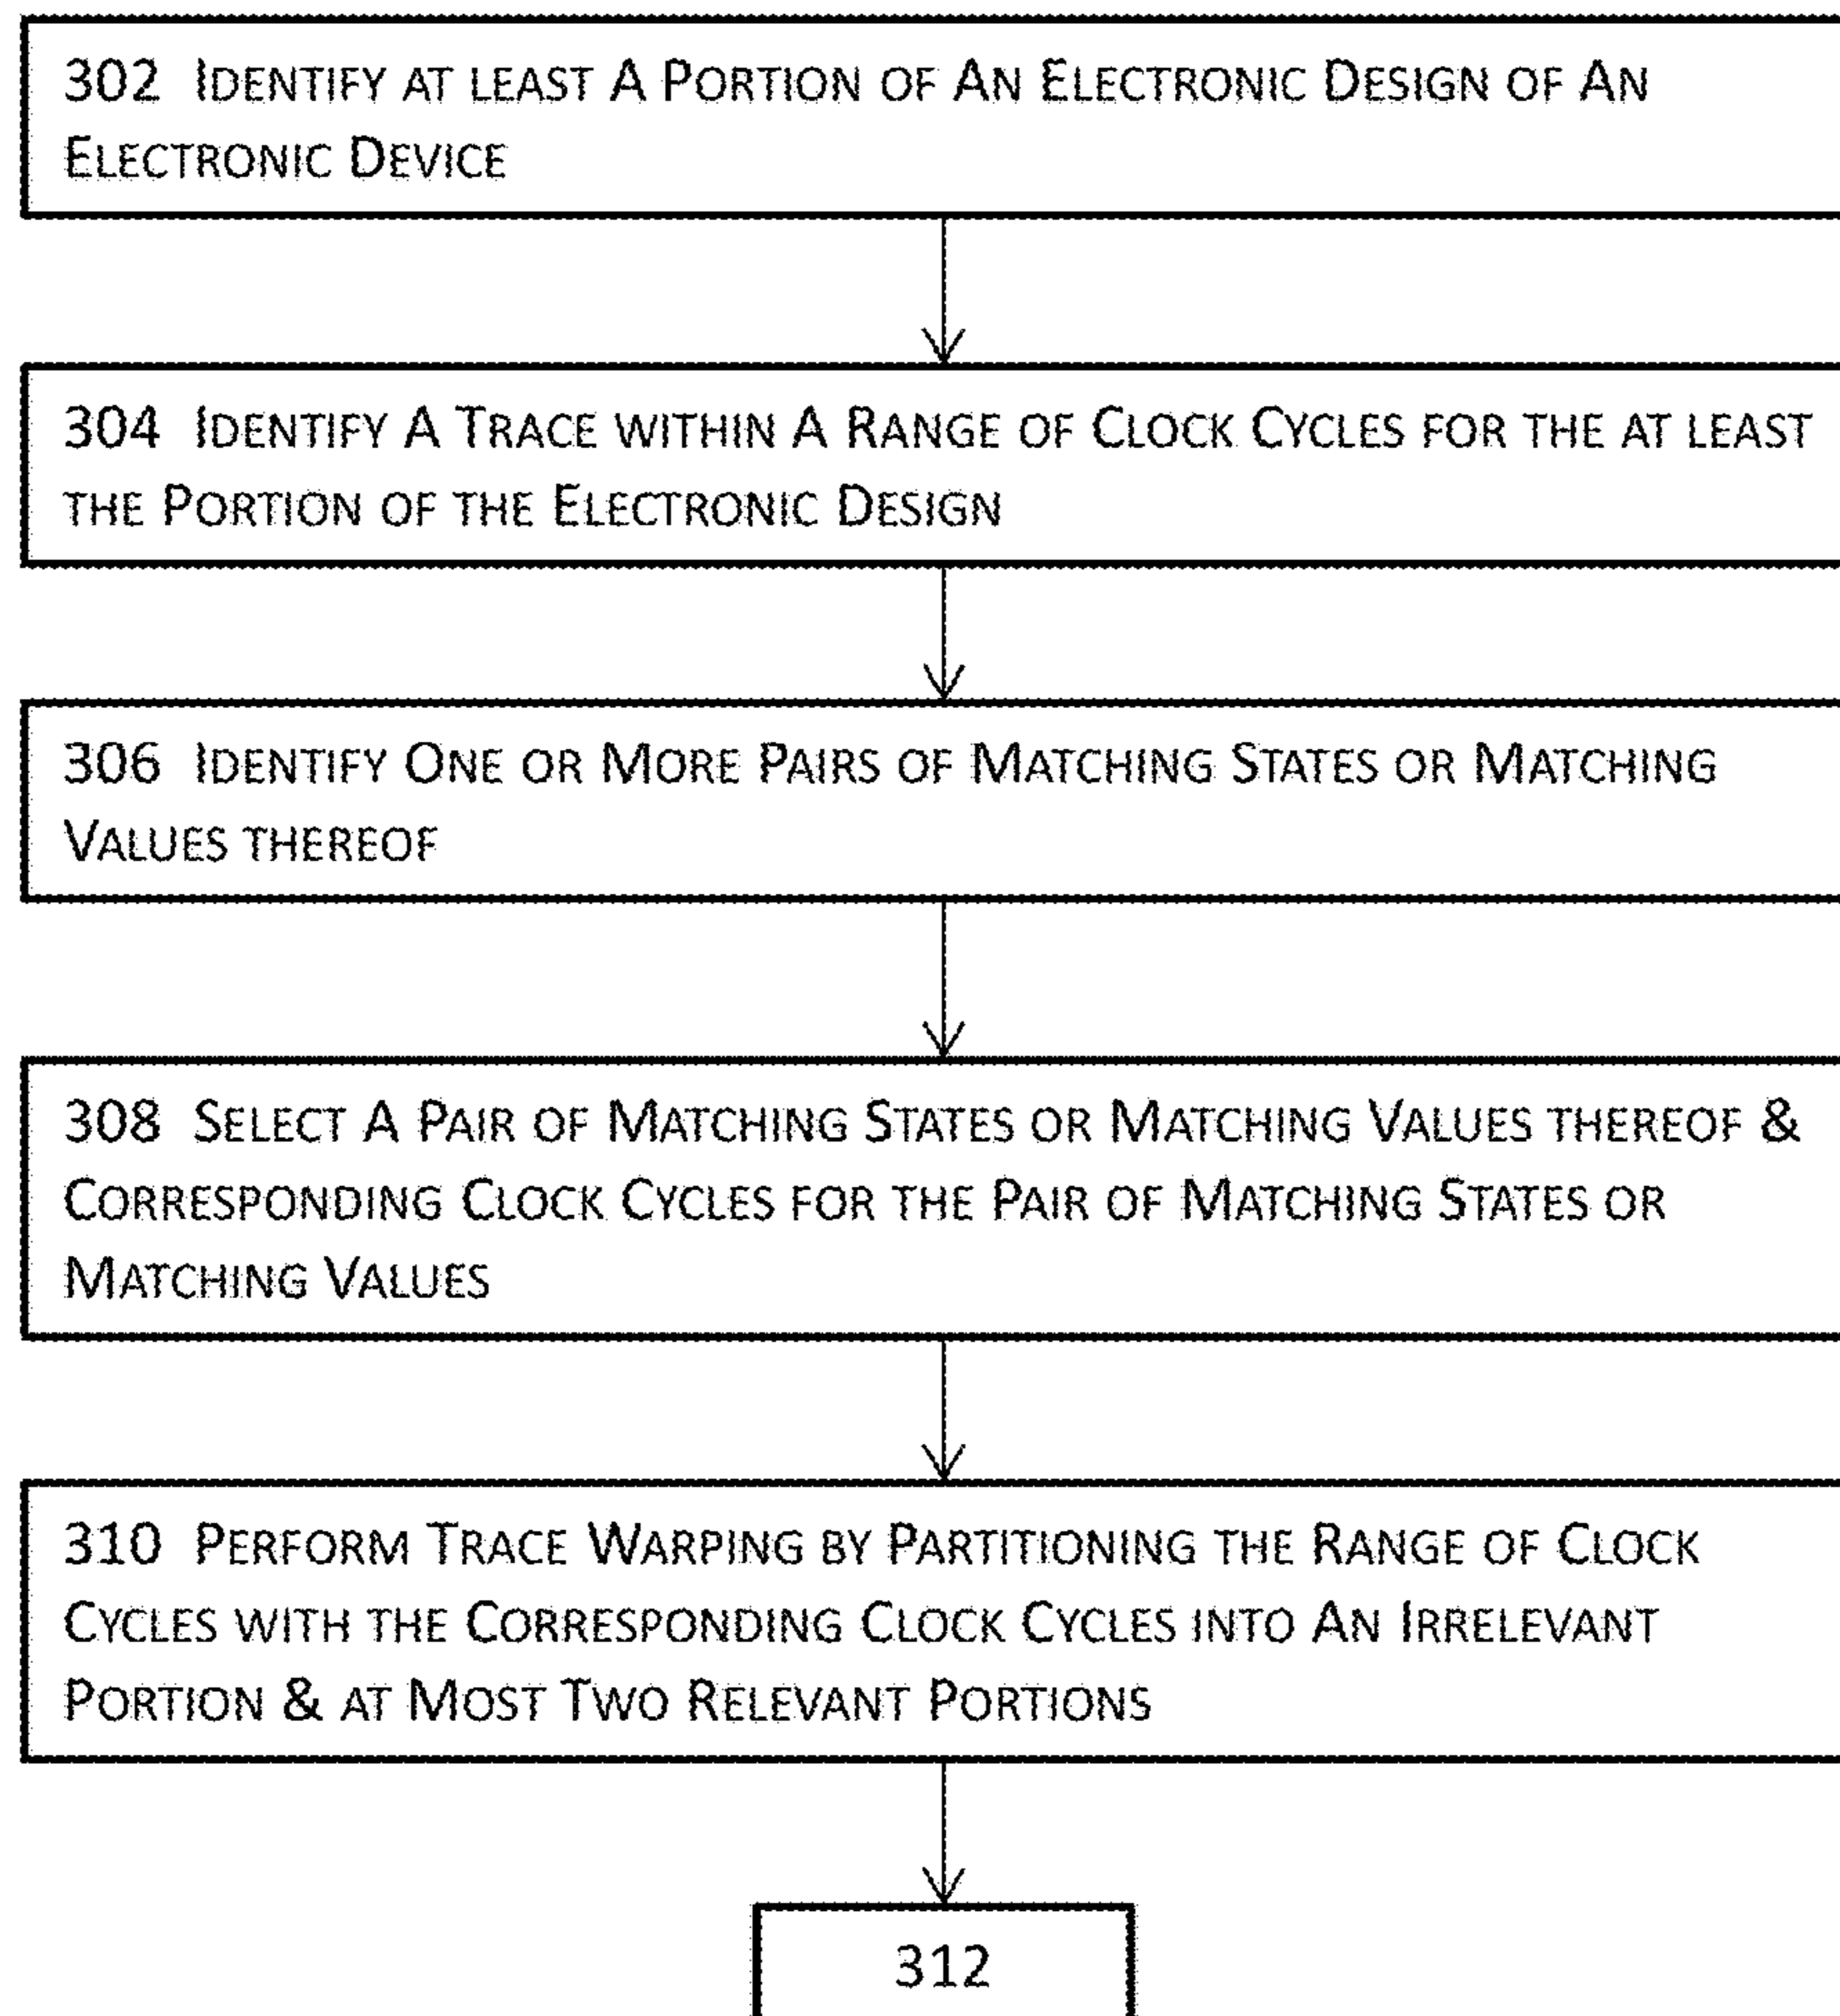 302 Identify at least A Portion of An Electronic Design of An
Electronic Device
304 Identify A Trace within A Range of Clock Cycles for the at least
the Portion of the Electronic Design
306 Identify One or More Pairs of Matching States or Matching
Values thereof
308 Select A Pair of Matching States or Matching Values thereof &
Corresponding Clock Cycles for the Pair of Matching States or
Matching Values
310 Perform Trace Warping by Partitioning the Range of Clock
Cycles with the Corresponding Clock Cycles into An Irrelevant
Portion & at Most Two Relevant Portions
312